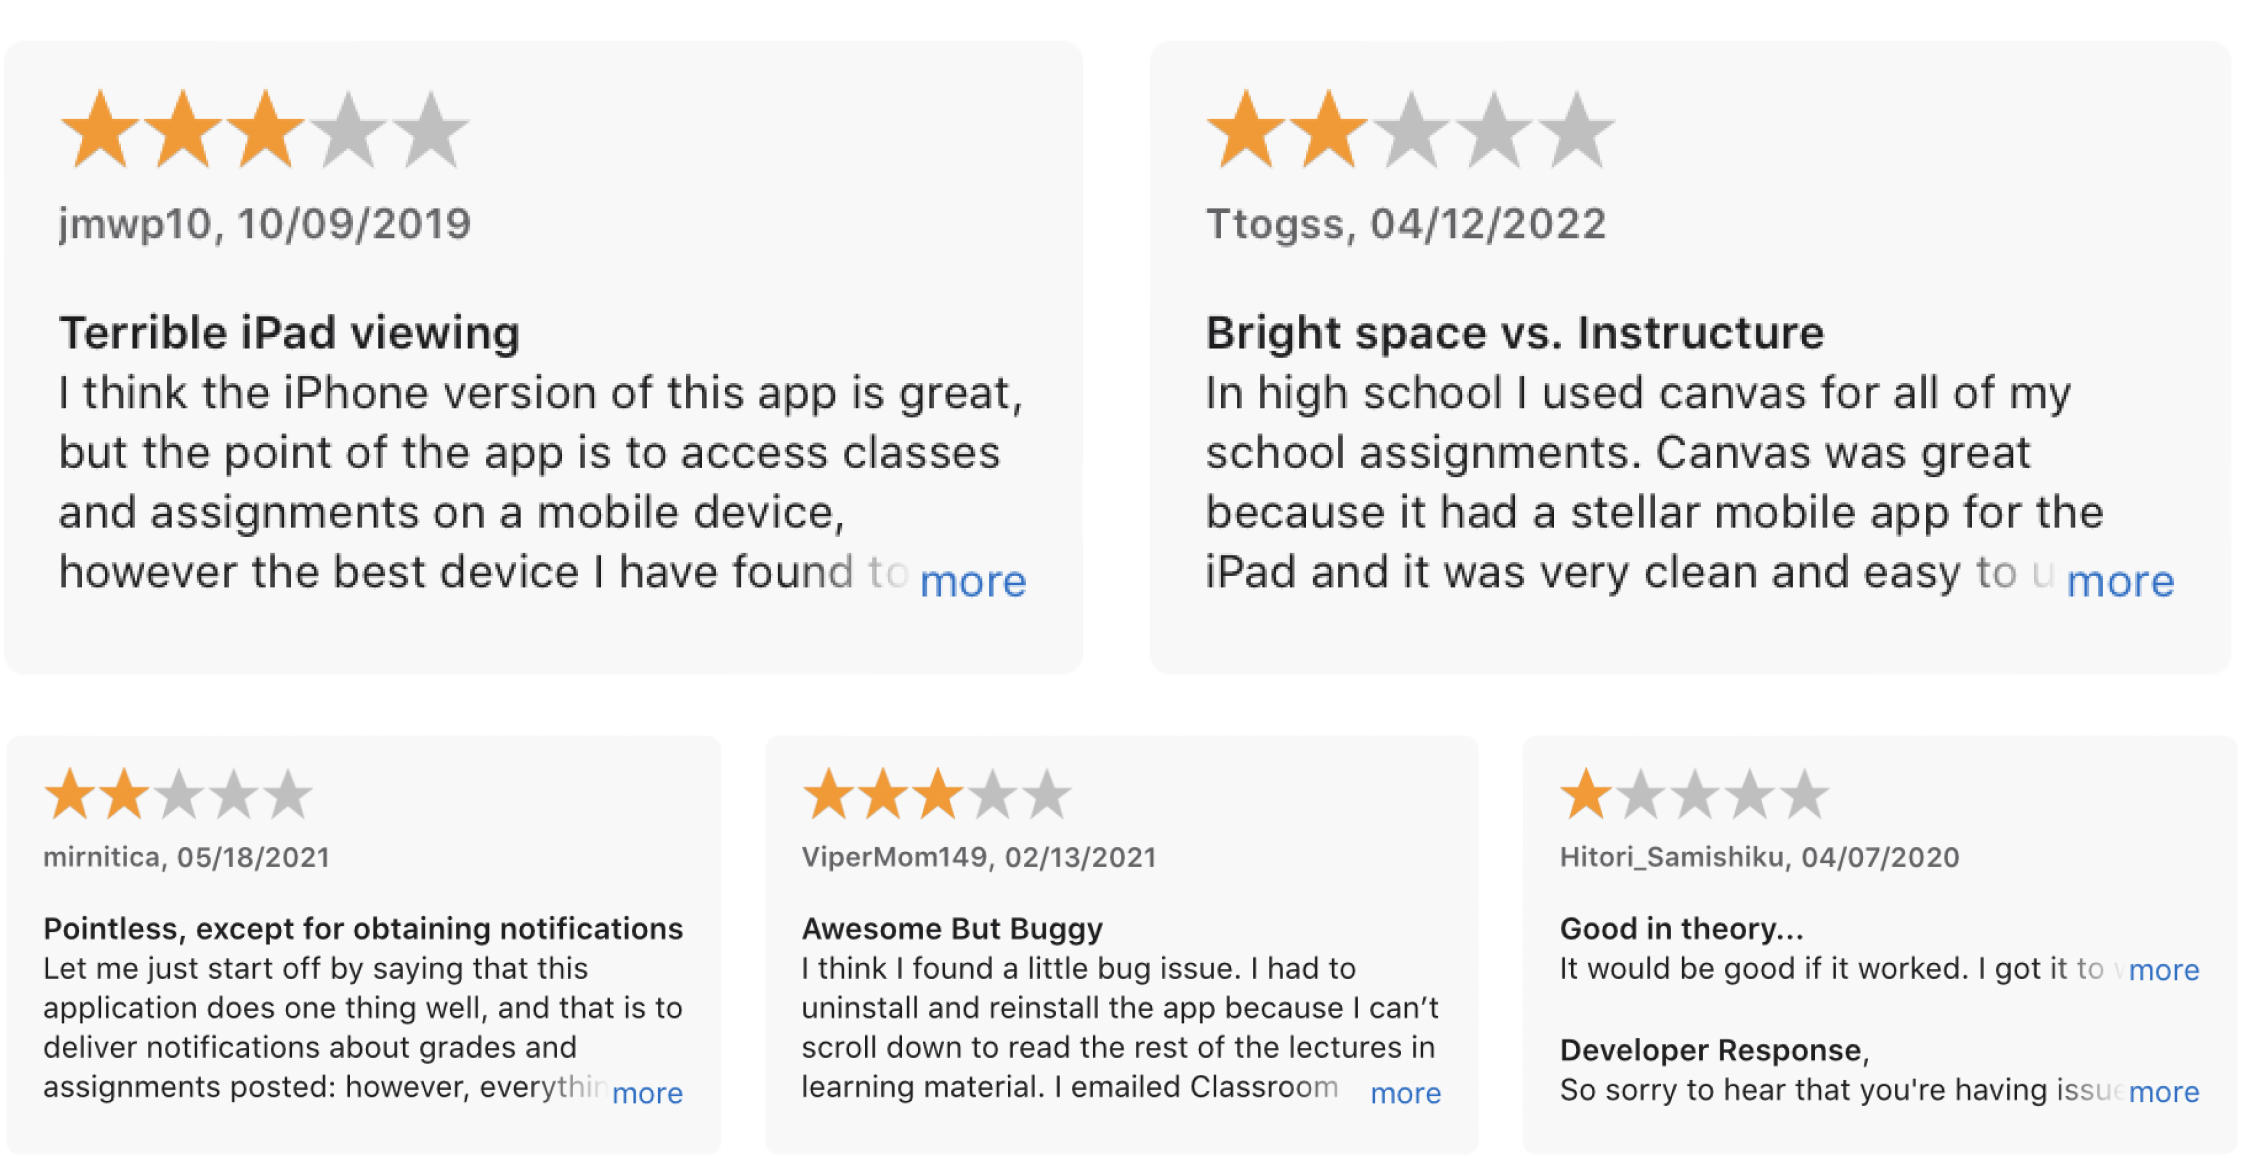 jmwp10, 10/09/2019
Terrible iPad viewing
I think the iPhone version of this app is great,
but the point of the app is to access classes
and assignments on a mobile device,
however the best device I have found to more
Ttogss, 04/12/2022
Bright space vs. Instructure
In high school I used canvas for all of my
school assignments. Canvas was great
because it had a stellar mobile app for the
iPad and it was very clean and easy to u more
mirnitica, 05/18/2021
Pointless, except for obtaining notifications
Let me just start off by saying that this
application does one thing well, and that is to
deliver notifications about grades and
assignments posted: however, everythin more
ViperMom149, 02/13/2021
Awesome But Buggy
I think I found a little bug issue. I had to
uninstall and reinstall the app because I can’t
scroll down to read the rest of the lectures in
learning material. I emailed Classroom more
Hitori_Samishiku, 04/07/2020
Good in theory...
It would be good if it worked. I got it to more
Developer Response,
So sorry to hear that you're having issue more